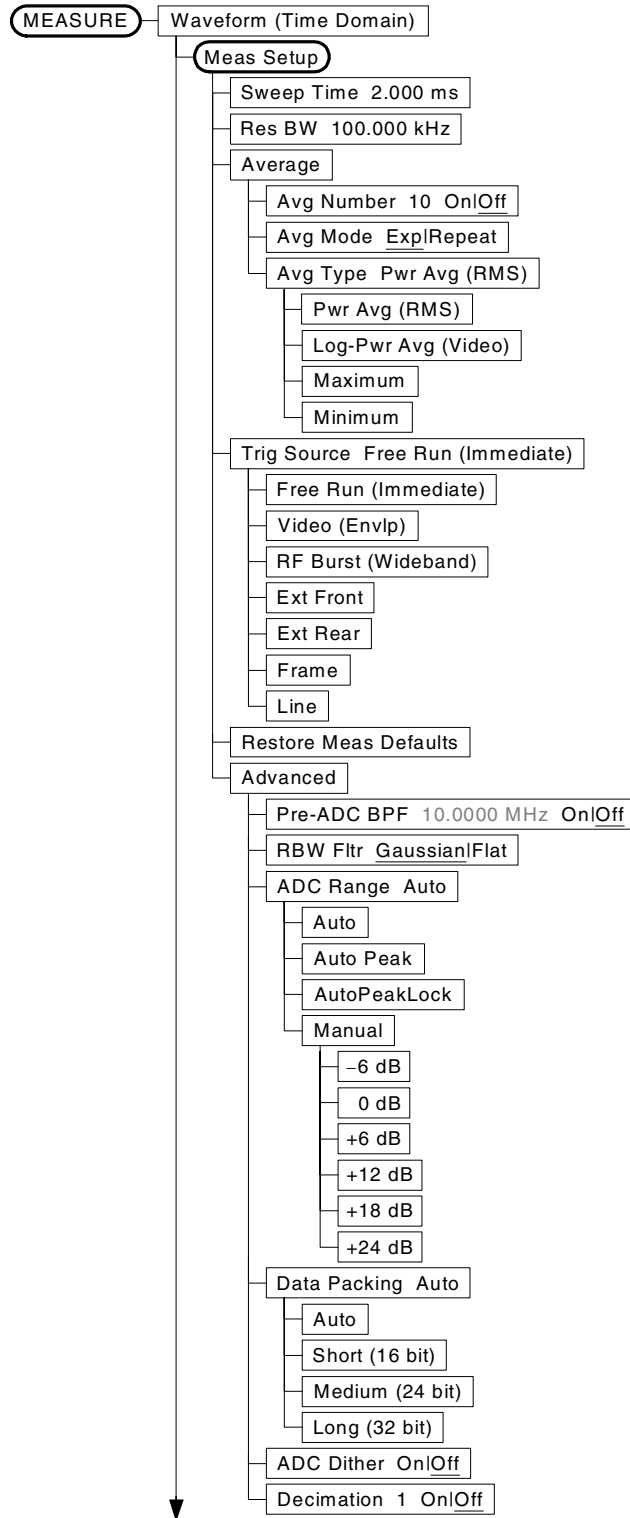 MEASURE Waveform (Time Domain)
Meas Setup
Sweep Time 2.000 ms
Res BW 100.000 kHz
Average
Avg Number 10 On|Off
Avg Mode Exp|Repeat
Avg Type Pwr Avg (RMS)
Pwr Avg (RMS)
Log-Pwr Avg (Video)
Maximum
Minimum
Trig Source Free Run (Immediate)
Free Run (Immediate)
Video (Envlp)
RF Burst (Wideband)
Ext Front
Ext Rear
Frame
Line
Restore Meas Defaults
Advanced
Pre-ADC BPF 10.0000 MHz On|Off
RBW Fltr Gaussian|Flat
ADC Range Auto
Auto
Auto Peak
AutoPeakLock
Manual
−6 dB
0 dB
+6 dB
+12 dB
+18 dB
+24 dB
Data Packing Auto
Auto
Short (16 bit)
Medium (24 bit)
Long (32 bit)
ADC Dither On|Off
Decimation 1 On|Off